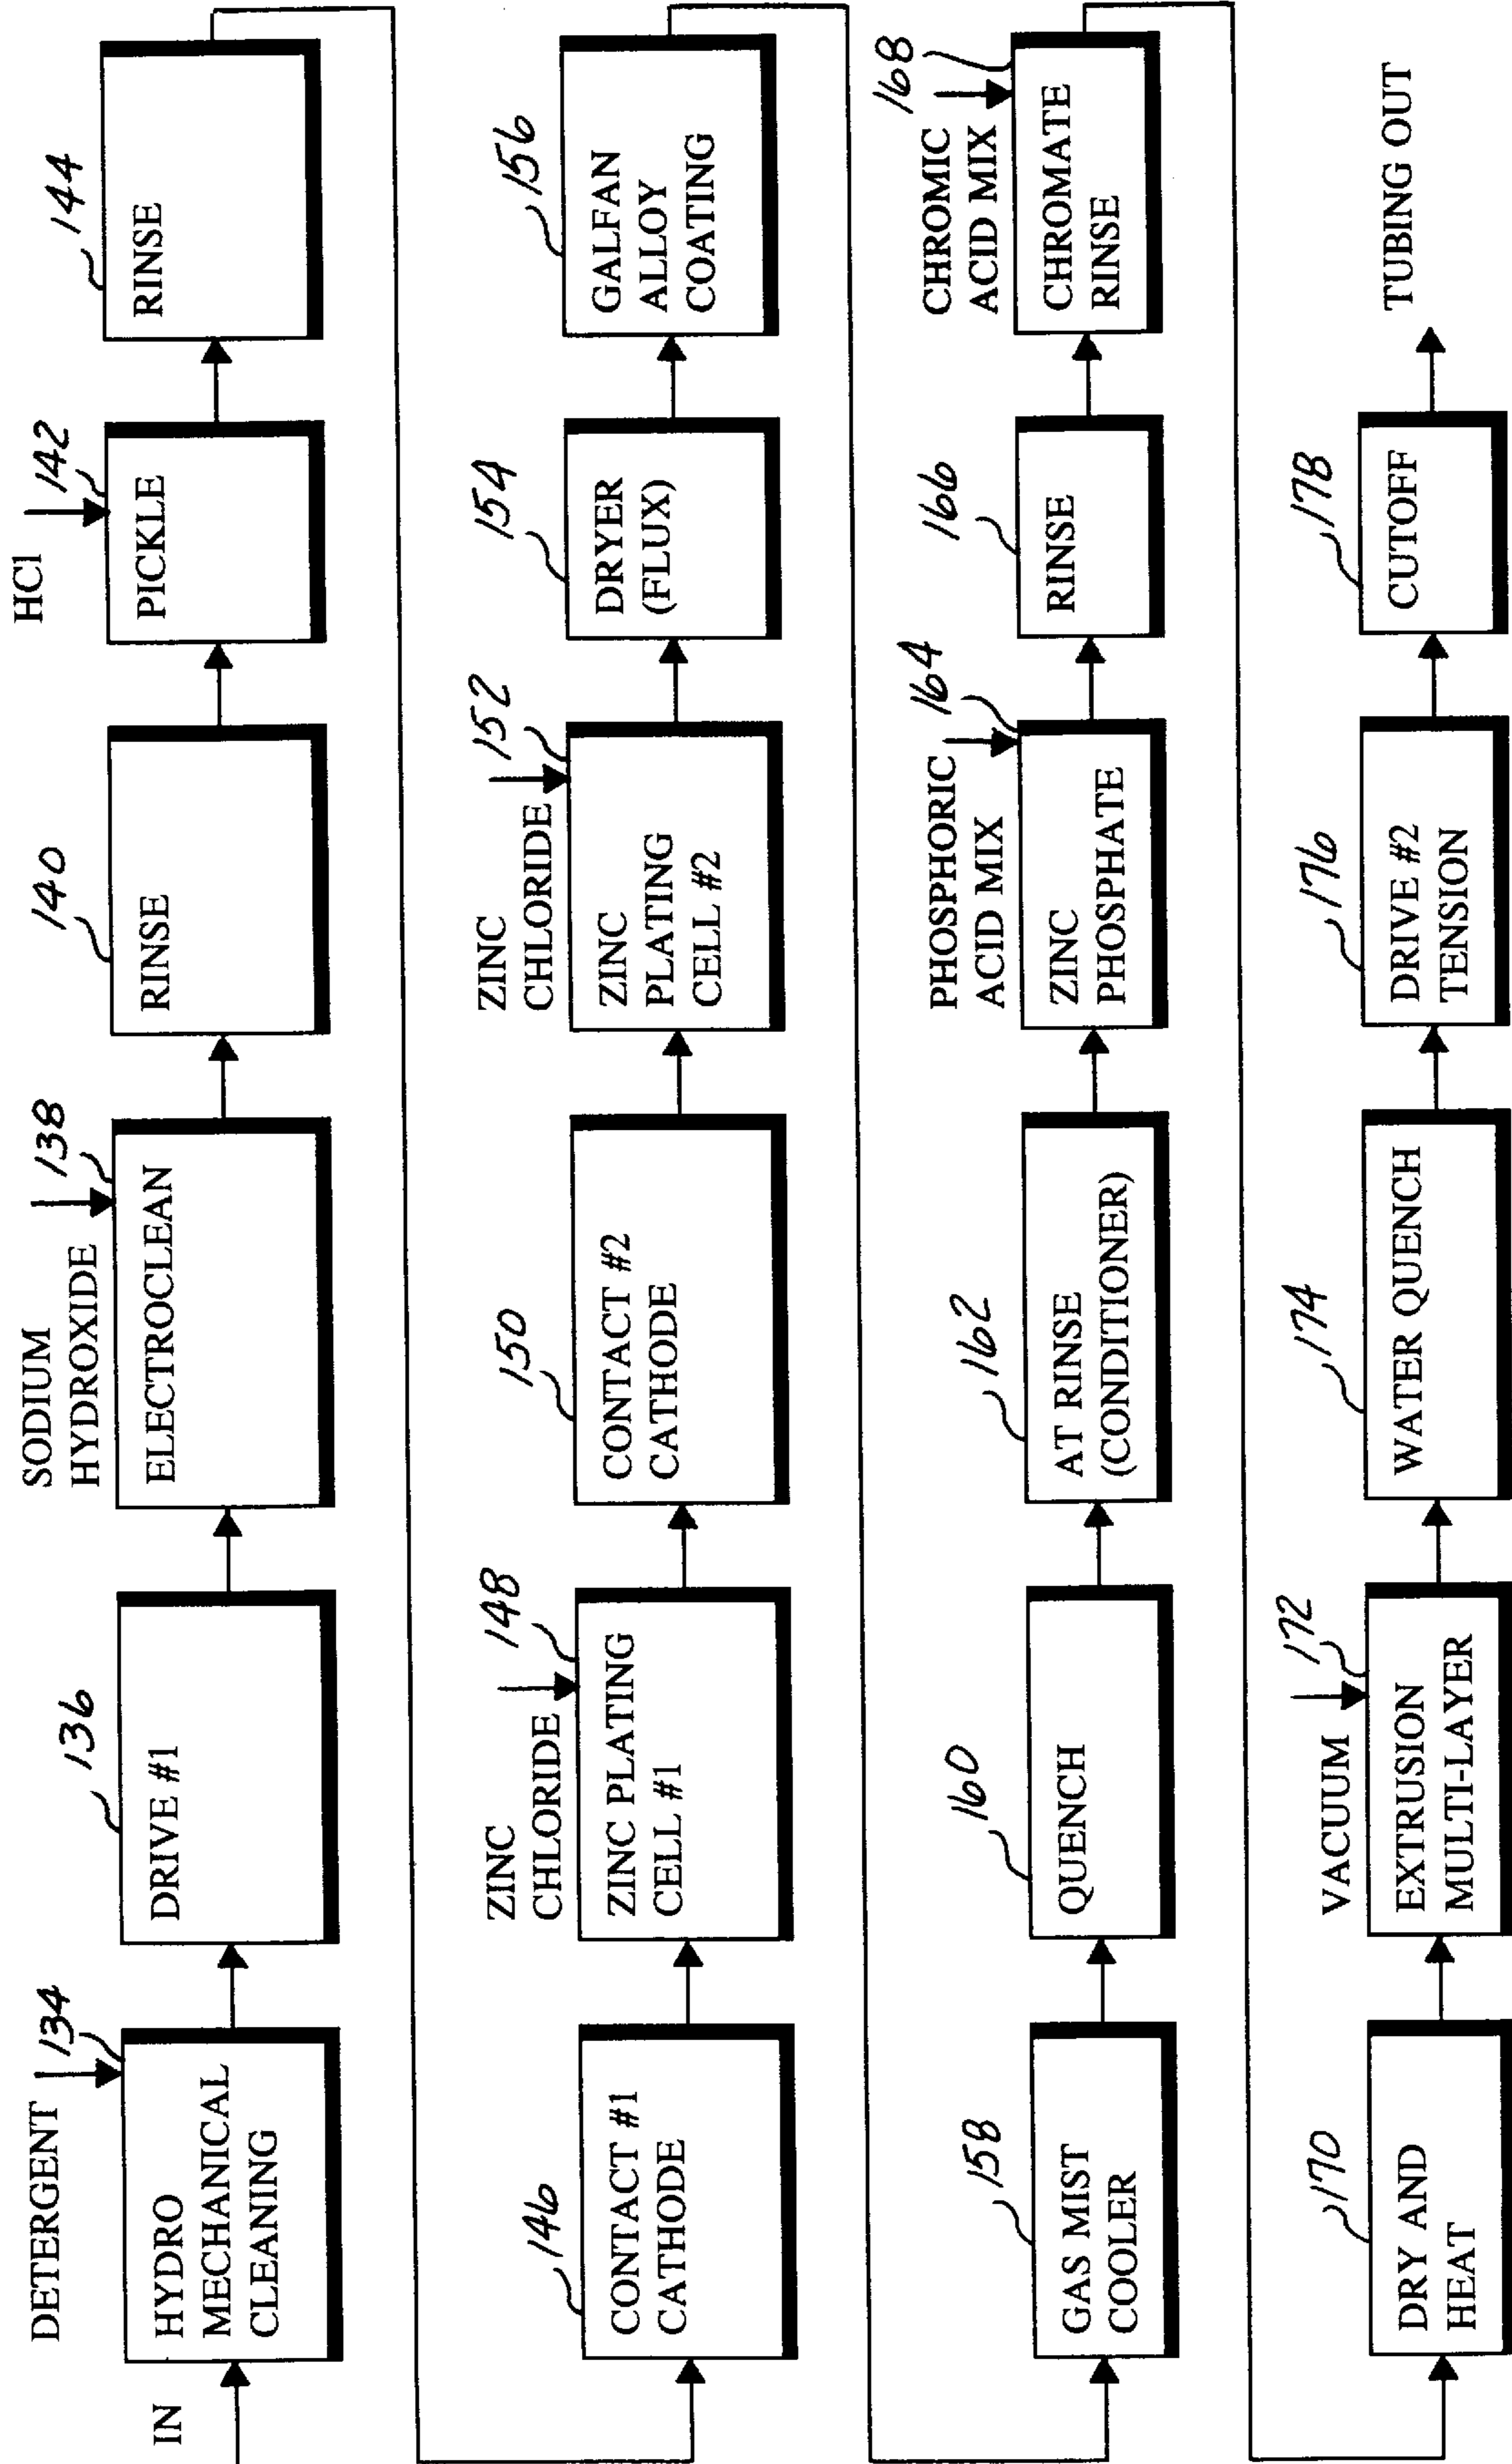 DETERGENT
134
IN
HYDRO
MECHANICAL
CLEANING
136
DRIVE #1
SODIUM
HYDROXIDE
138
ELECTROCLEAN
140
RINSE
HCl
142
PICKLE
144
RINSE
146
CONTACT #1
CATHODE
ZINC
CHLORIDE
148
ZINC PLATING
CELL #1
150
CONTACT #2
CATHODE
ZINC
CHLORIDE
152
ZINC
PLATING
CELL #2
154
DRYER
(FLUX)
156
GALFAN
ALLOY
COATING
158
GAS MIST
COOLER
160
QUENCH
162
AT RINSE
(CONDITIONER)
PHOSPHORIC
ACID MIX
164
ZINC
PHOSPHATE
166
RINSE
CHROMIC
ACID MIX
168
CHROMATE
RINSE
170
DRY AND
HEAT
VACUUM
172
EXTRUSION
MULTI-LAYER
174
WATER QUENCH
176
DRIVE #2
TENSION
178
CUTOFF
TUBING OUT